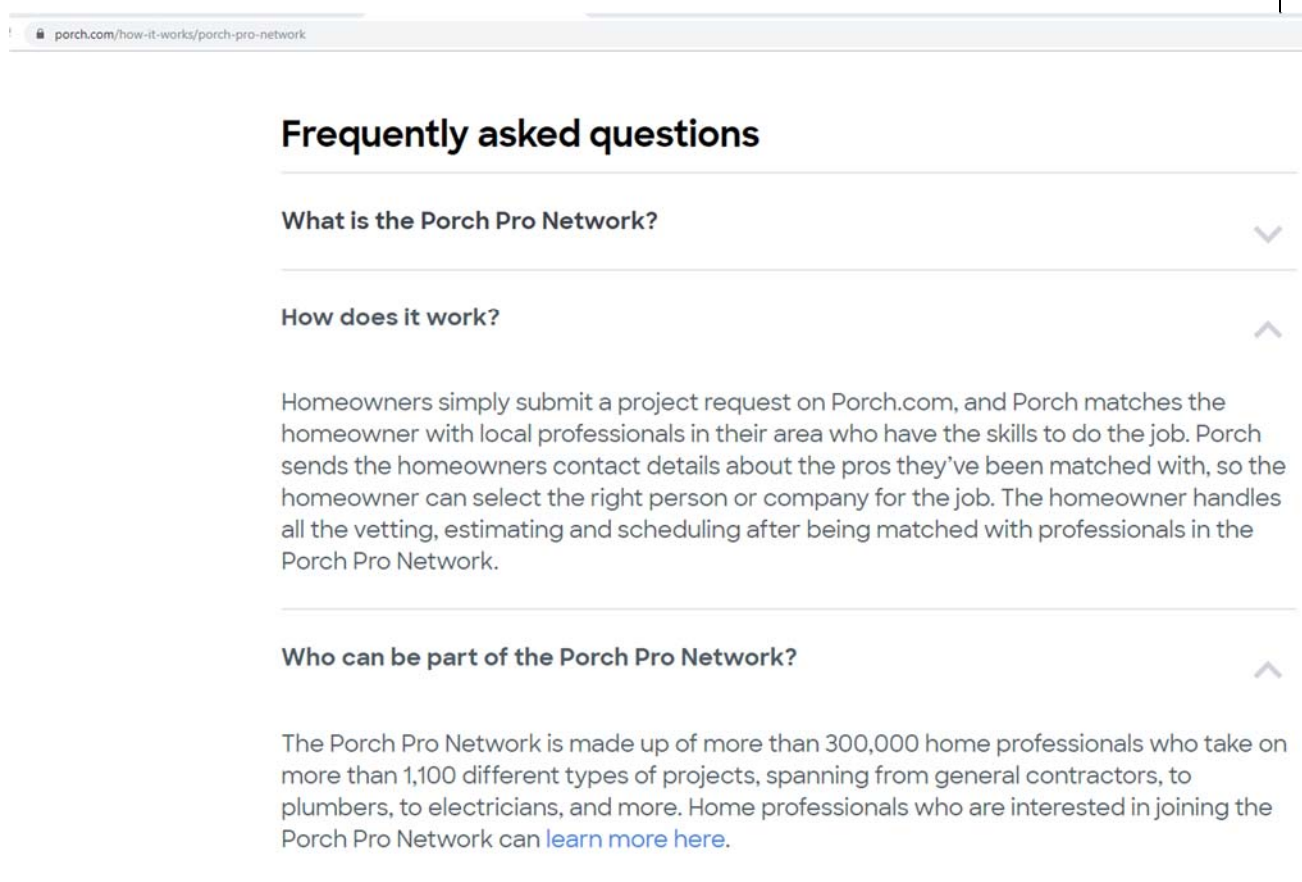 porch.com/how-it-works/porch-pro-network
Frequently asked questions
What is the Porch Pro Network?
How does it work?
Homeowners simply submit a project request on Porch.com, and Porch matches the
homeowner with local professionals in their area who have the skills to do the job. Porch
sends the homeowners contact details about the pros they’ve been matched with, so the
homeowner can select the right person or company for the job. The homeowner handles
all the vetting, estimating and scheduling after being matched with professionals in the
Porch Pro Network.
Who can be part of the Porch Pro Network?
The Porch Pro Network is made up of more than 300,000 home professionals who take on
more than 1,100 different types of projects, spanning from general contractors, to
plumbers, to electricians, and more. Home professionals who are interested in joining the
Porch Pro Network can learn more here.